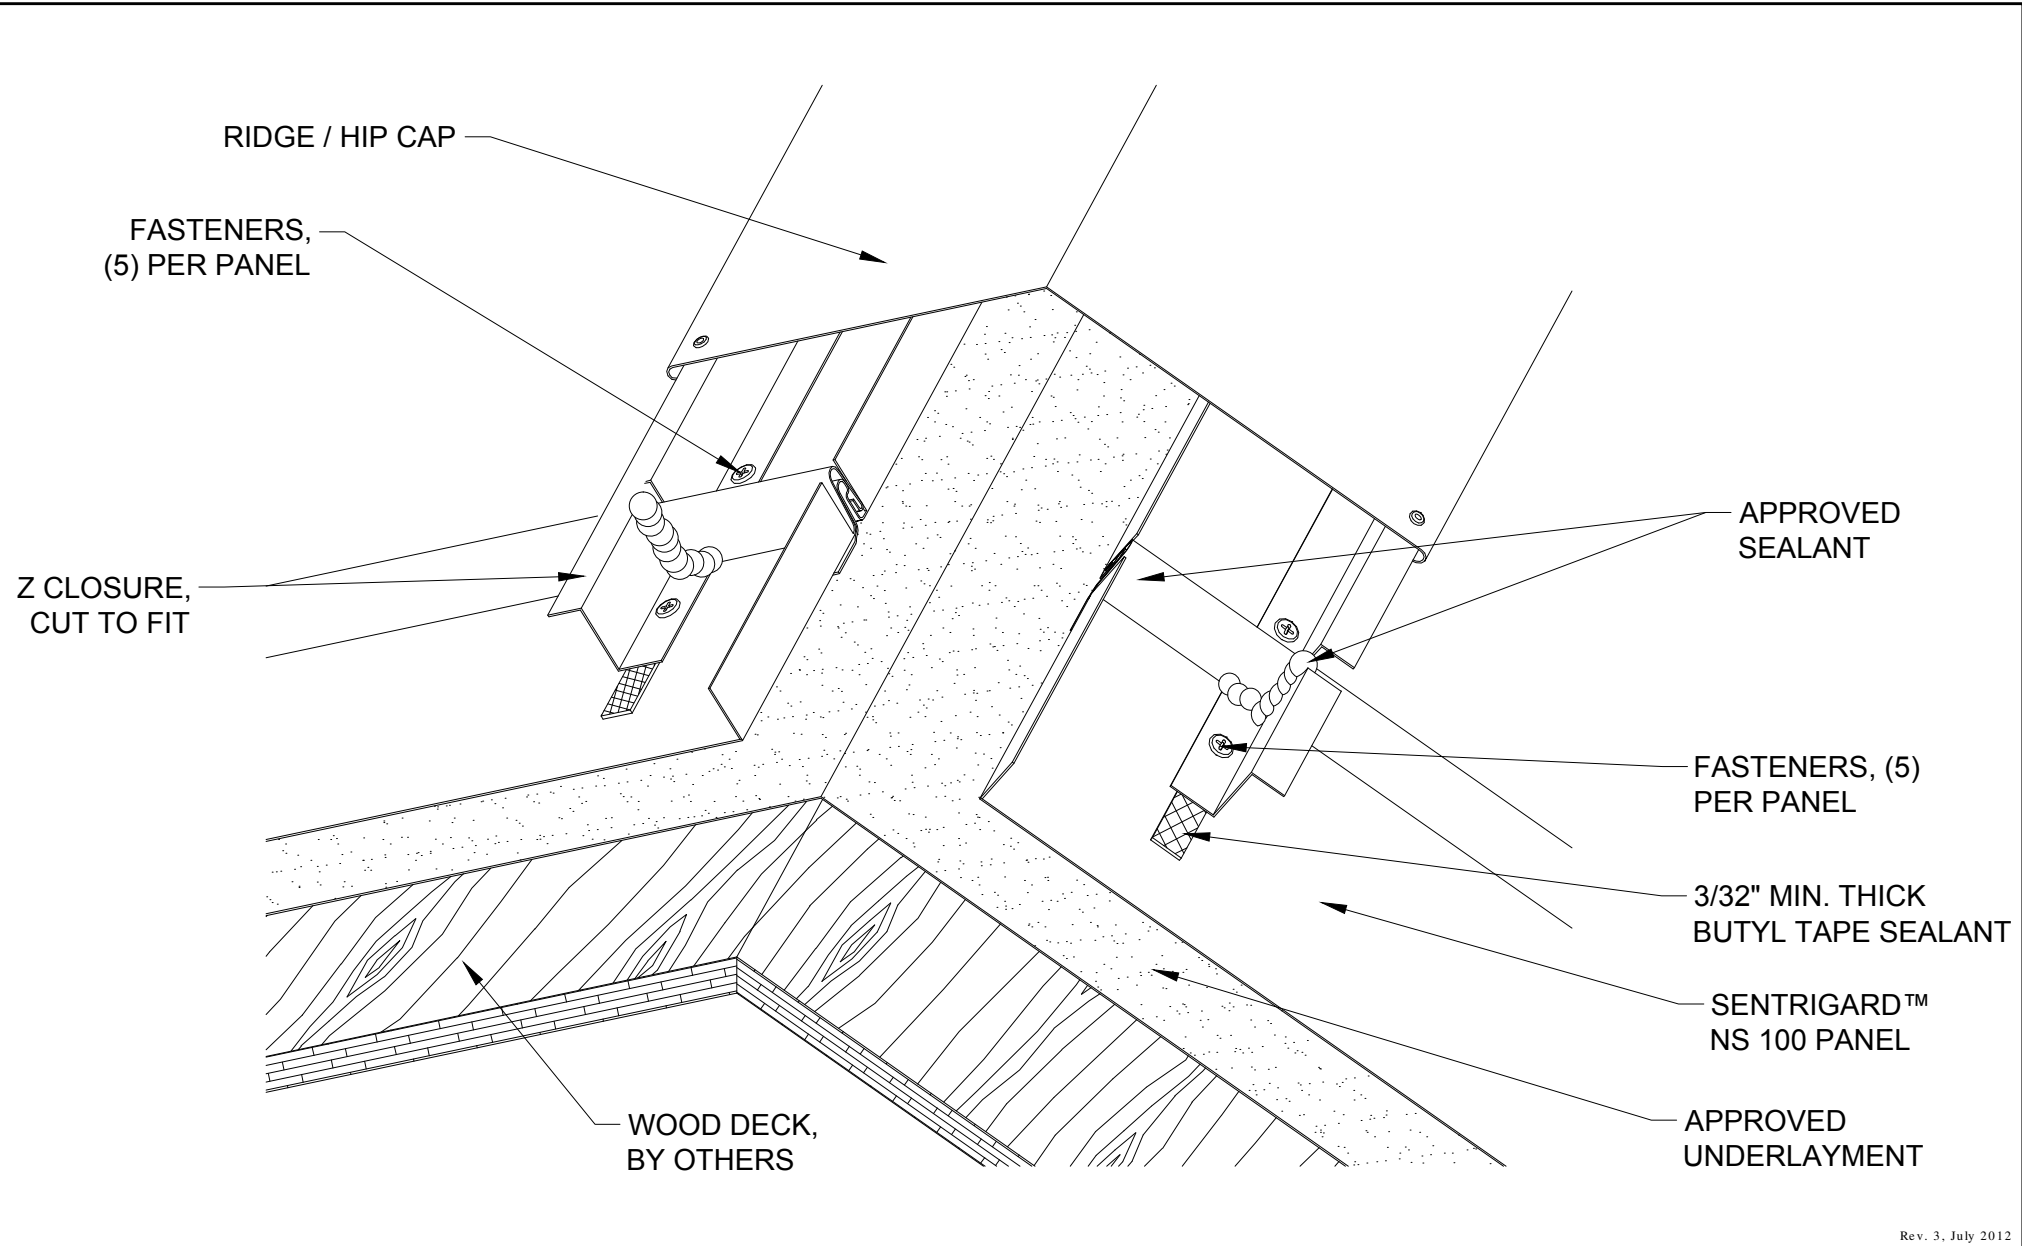 RIDGE / HIP CAP
FASTENERS,
(5) PER PANEL
Z CLOSURE,
CUT TO FIT
APPROVED
SEALANT
FASTENERS, (5)
PER PANEL
3/32" MIN. THICK
BUTYL TAPE SEALANT
SENTRIGARD™
NS 100 PANEL
APPROVED
UNDERLAYMENT
WOOD DECK,
BY OTHERS
Rev. 3, July 2012